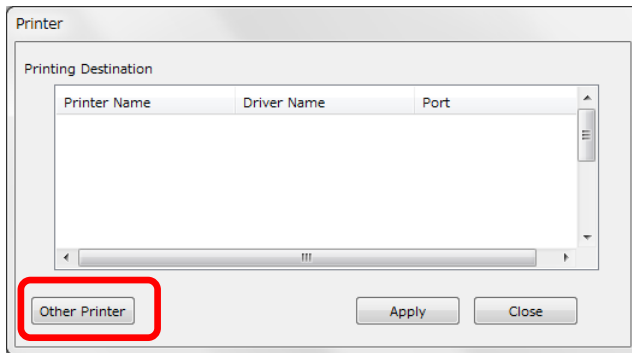 Printer
Printing Destination
Printer Name Driver Name Port
Other Printer Apply Close